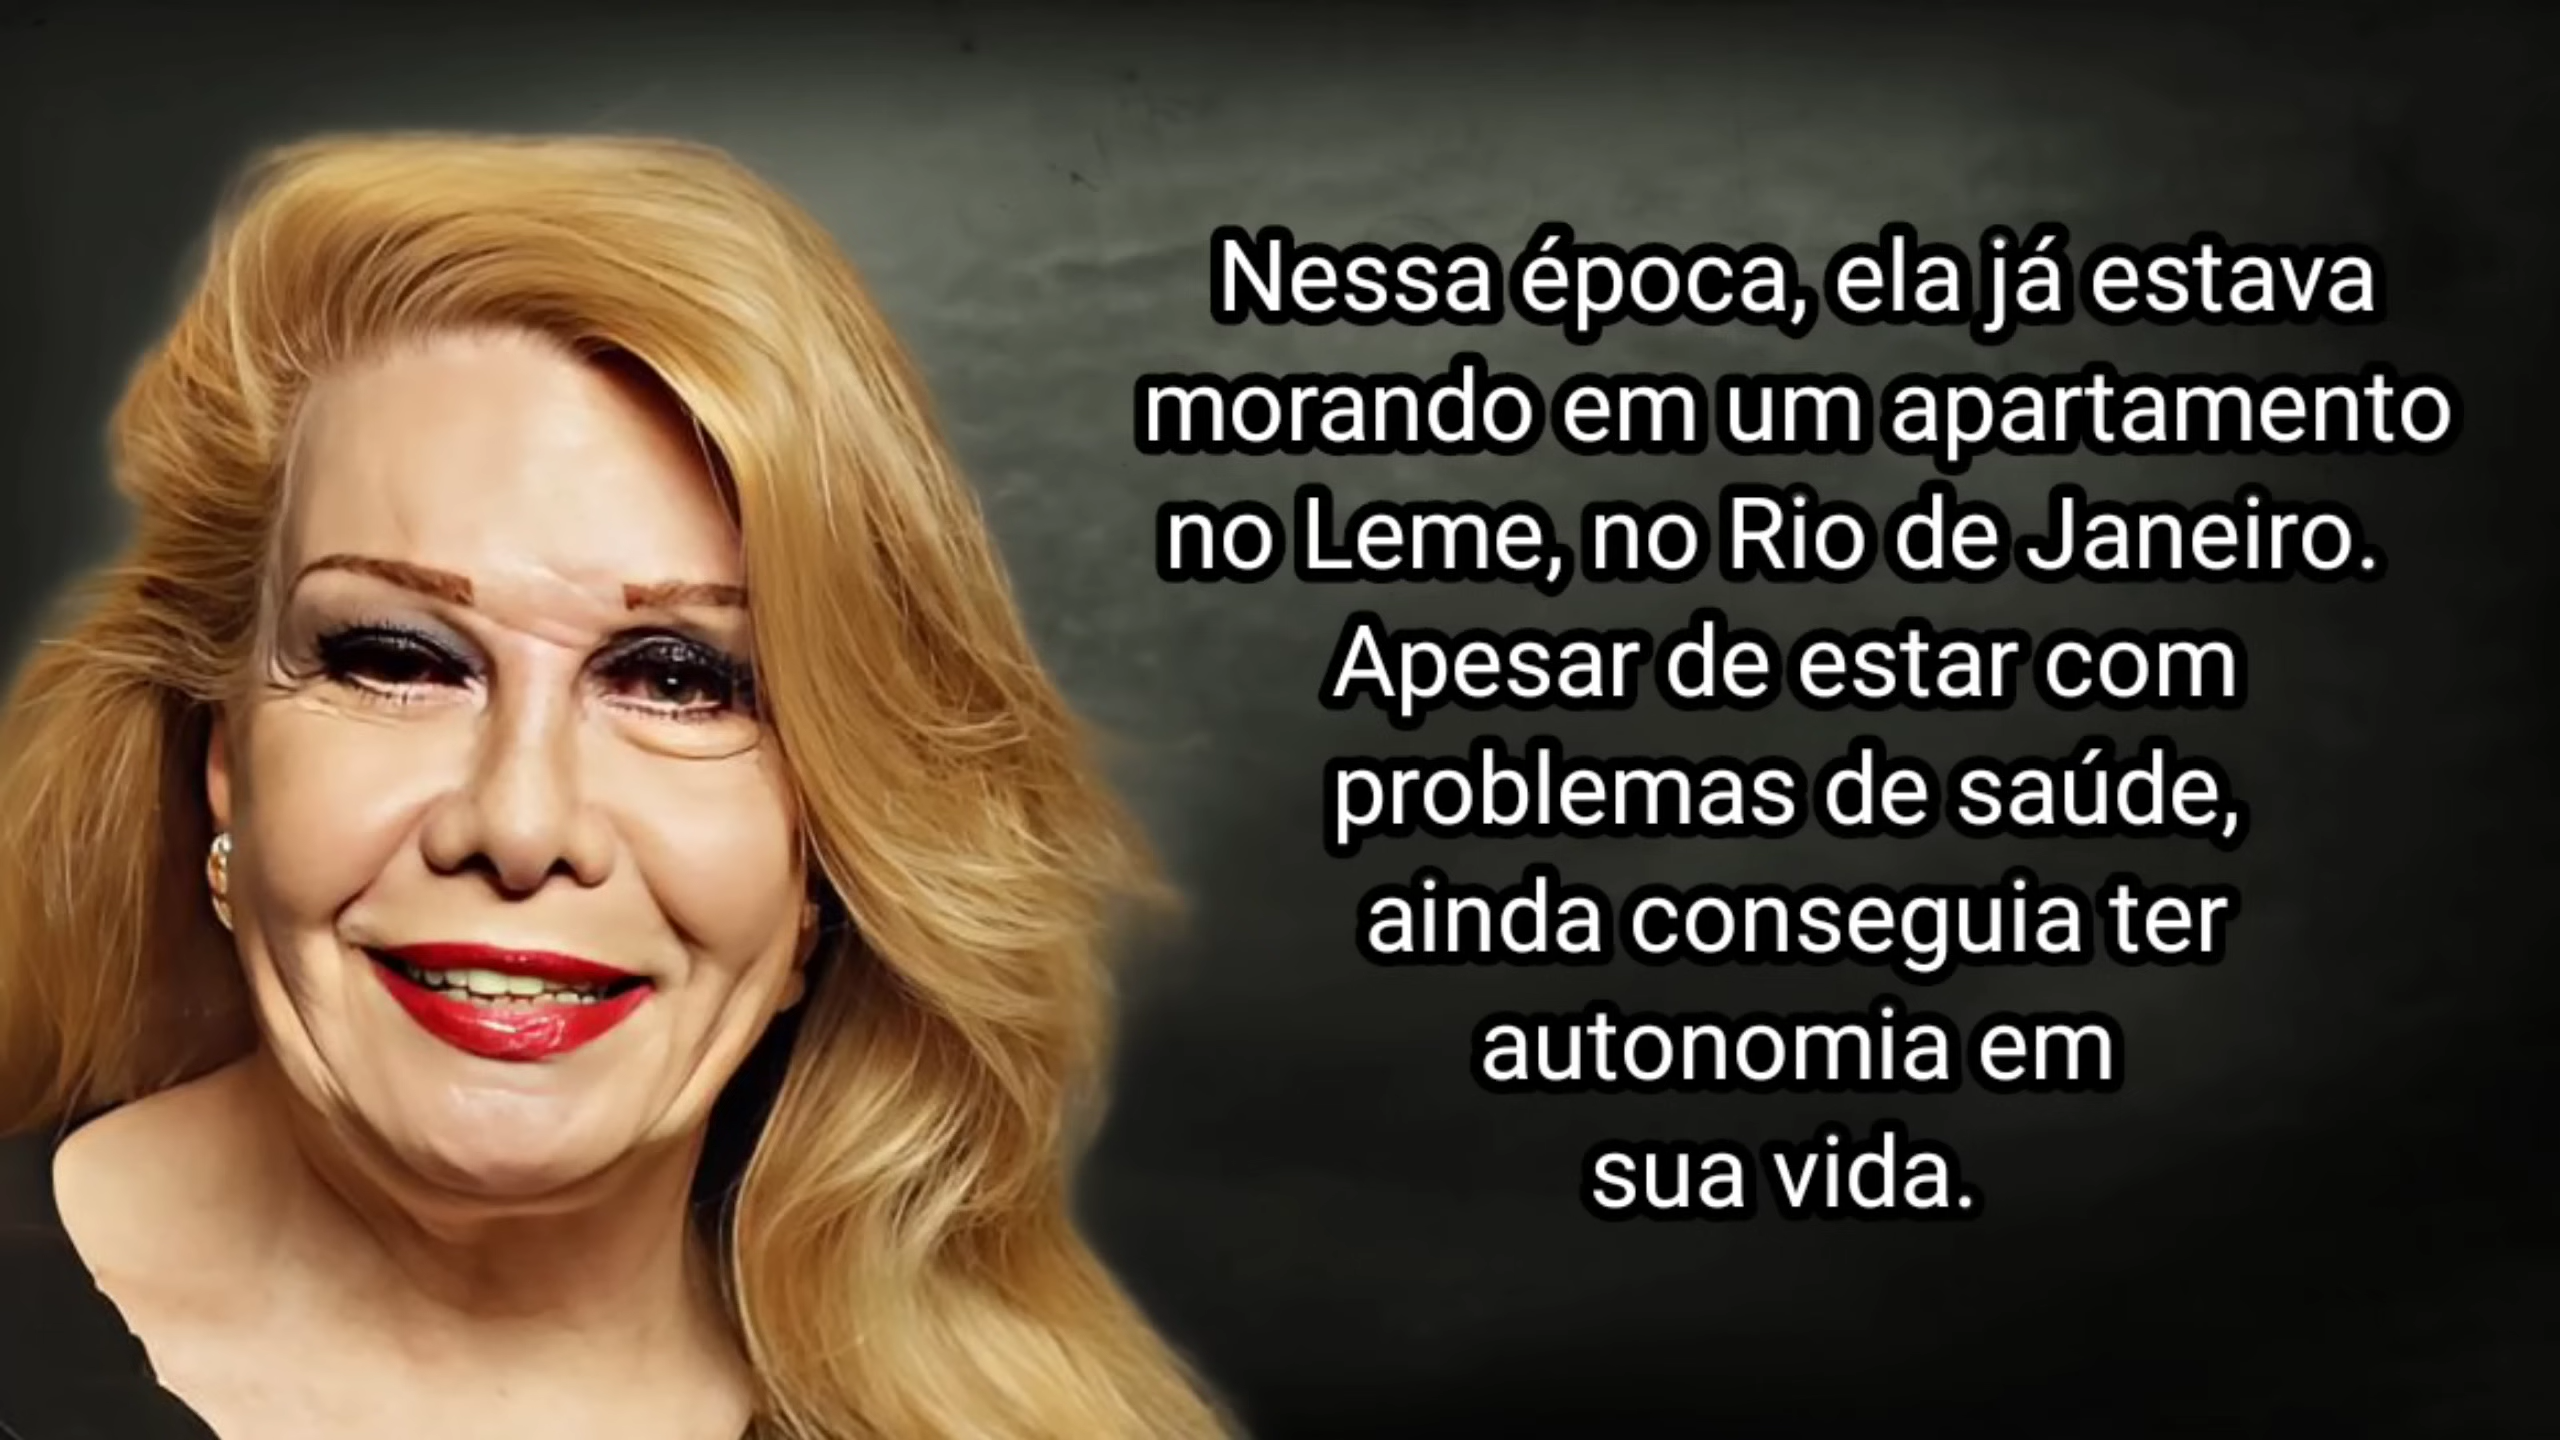 Nessa época, ela já estava
morando em um apartamento
no Leme, no Rio de Janeiro.
Apesar de estar com
problemas de saúde,
ainda conseguia ter
autonomia em
sua vida.